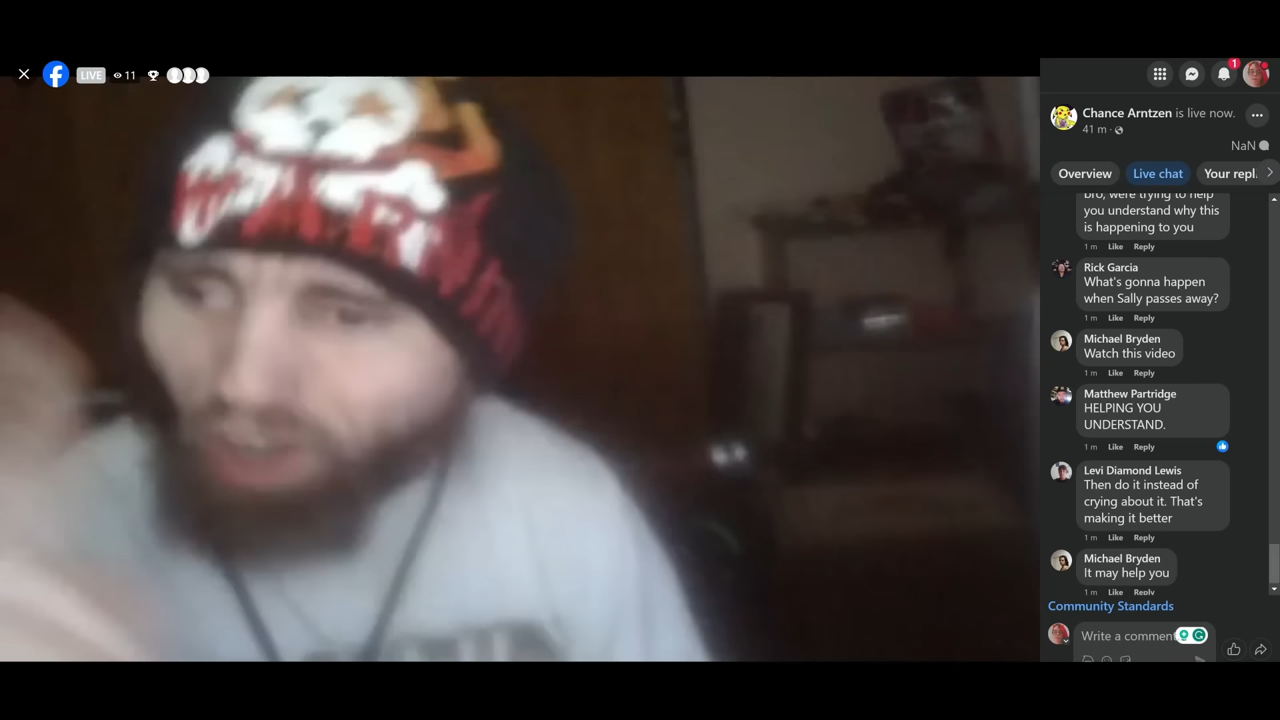 LIVE
11
1
Chance Arntzen is live now.
41 m
NaN
Overview
Live chat
Your repl.
bro, were trying to help
you understand why this
is happening to you
1 m Like Reply
Rick Garcia
What's gonna happen
when Sally passes away?
1 m Like Reply
Michael Bryden
Watch this video
1 m Like Reply
Matthew Partridge
HELPING YOU
UNDERSTAND.
1 m Like Reply
Levi Diamond Lewis
Then do it instead of
crying about it. That's
making it better
1 m Like Reply
Michael Bryden
It may help you
1 m Like Reply
Community Standards
Write a comment